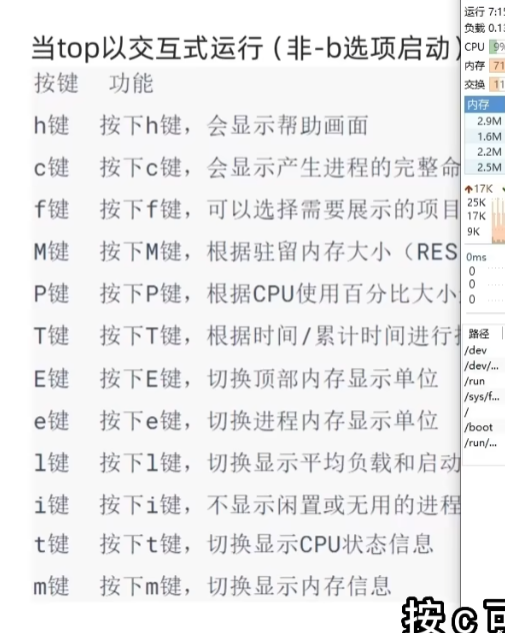 当top以交互式运行（非-b选项启动）
按键 功能
h键 按下h键，会显示帮助画面
c键 按下c键，会显示产生进程的完整命
f键 按下f键，可以选择需要展示的项目
M键 按下M键，根据驻留内存大小（RES
P键 按下P键，根据CPU使用百分比大小
T键 按下T键，根据时间/累计时间进行
E键 按下E键，切换顶部内存显示单位
e键 按下e键，切换进程内存显示单位
l键 按下l键，切换显示平均负载和启动
i键 按下i键，不显示闲置或无用的进程
t键 按下t键，切换显示CPU状态信息
m键 按下m键，切换显示内存信息
运行 7:1
负载 0.1
CPU 9%
内存 71
交换 11
内存
2.9M
1.6M
2.2M
2.5M
17K
25K
17K
9K
0ms
0
0
0
路径
/dev
/dev/...
/run
/sys/f...
/
/boot
/run/...
按c可